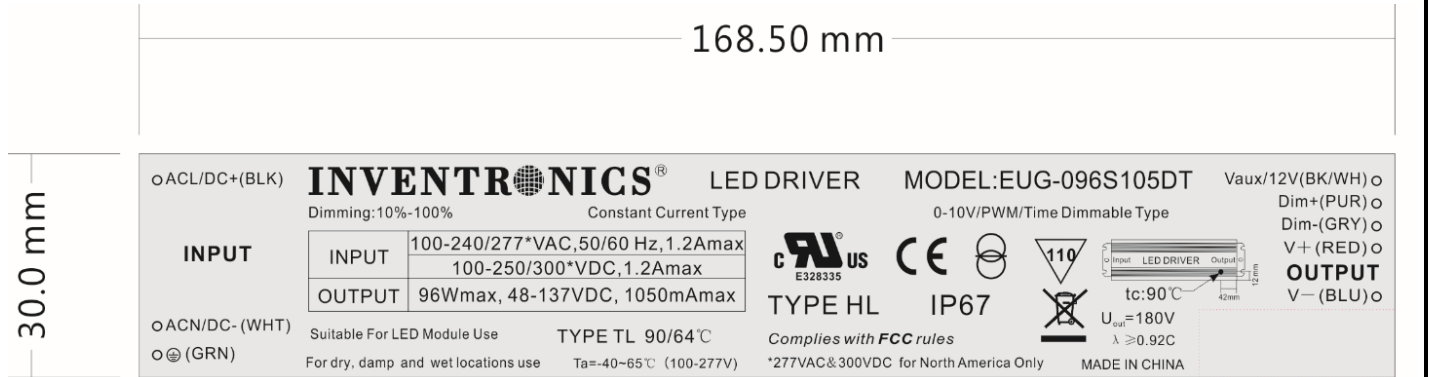 168.50 mm
30.0 mm
ACL/DC+(BLK)
INVENTRONICS®
LED DRIVER
MODEL:EUG-096S105DT
Vaux/12V(BK/WH)
Dim+(PUR)
Dim-(GRY)
V+(RED)
OUTPUT
V-(BLU)
Dimming:10%-100%
Constant Current Type
0-10V/PWM/Time Dimmable Type
INPUT
INPUT
100-240/277*VAC,50/60 Hz,1.2Amax
100-250/300*VDC,1.2Amax
OUTPUT
96Wmax, 48-137VDC, 1050mAmax
c RU US
®
E328335
CE
110
Input LED DRIVER Output
tc:90℃
42mm
12mm
TYPE HL
IP67
Uout=180V
λ ≥0.92C
ACN/DC- (WHT)
(GRN)
Suitable For LED Module Use
TYPE TL 90/64℃
Complies with FCC rules
For dry, damp and wet locations use
Ta=-40~65℃ (100-277V)
*277VAC&300VDC for North America Only
MADE IN CHINA